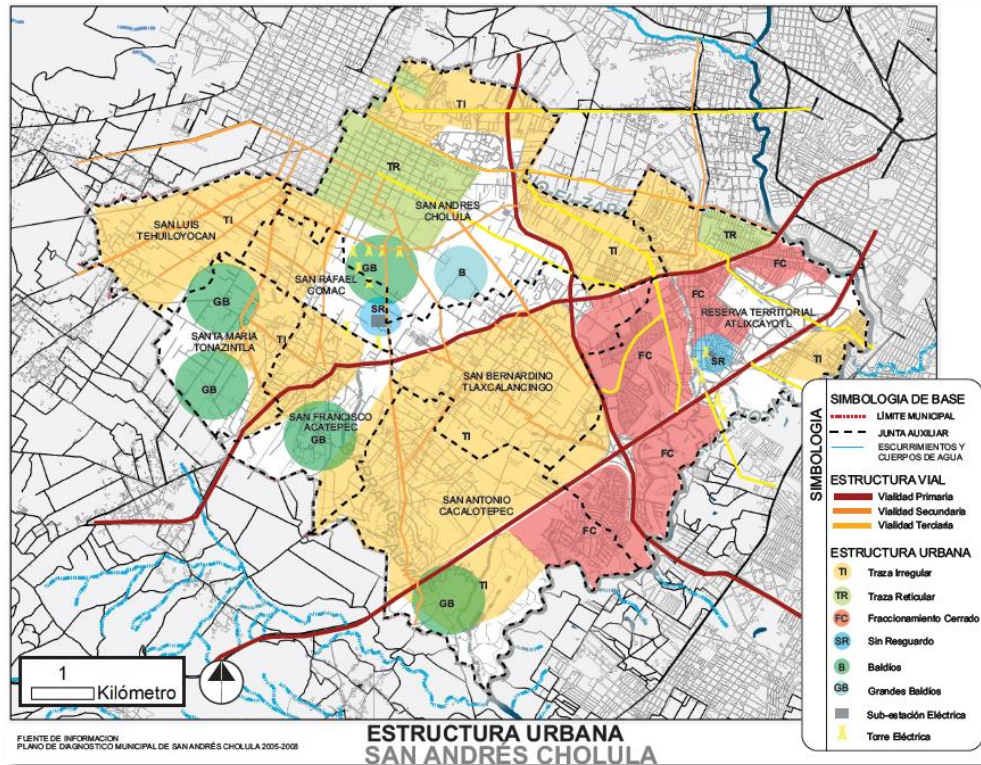 TI
TR
SAN ANDRES
CHOLULA
SAN LUIS
TEHUILOYOCAN
TI
TI
TR
FC
GB
B
SAN RAFAEL
COMAC
FC
GB
SR
RESERVA TERRITORIAL
ATLIXCAYOTL
SANTA MARIA
TONAZINTLA
TI
FC
SR
TI
SAN BERNARDINO
TLAXCALANCINGO
GB
SAN FRANCISCO
ACATEPEC
GB
TI
FC
SAN ANTONIO
CACALOTEPEC
FC
GB
TI
SIMBOLOGIA
SIMBOLOGIA DE BASE
LÍMITE MUNICIPAL
JUNTA AUXILIAR
ESCURRIMIENTOS Y
CUERPOS DE AGUA
ESTRUCTURA VIAL
Vialidad Primaria
Vialidad Secundaria
Vialidad Terciaria
ESTRUCTURA URBANA
TI Traza Irregular
TR Traza Reticular
FC Fraccionamiento Cerrado
SR Sin Resguardo
B Baldíos
GB Grandes Baldíos
Sub-estación Eléctrica
Torre Eléctrica
1
Kilómetro
FUENTE DE INFORMACION
PLANO DE DIAGNOSTICO MUNICIPAL DE SAN ANDRÉS CHOLULA 2005-2008
ESTRUCTURA URBANA
SAN ANDRÉS CHOLULA